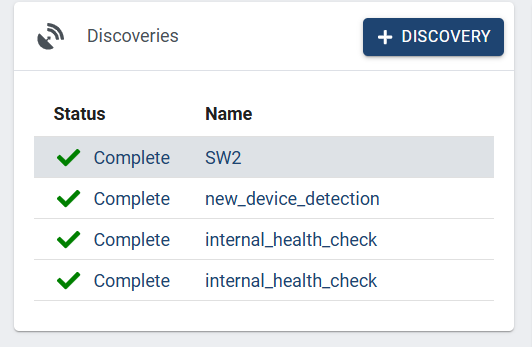 Discoveries
+ DISCOVERY
Status Name
Complete SW2
Complete new_device_detection
Complete internal_health_check
Complete internal_health_check